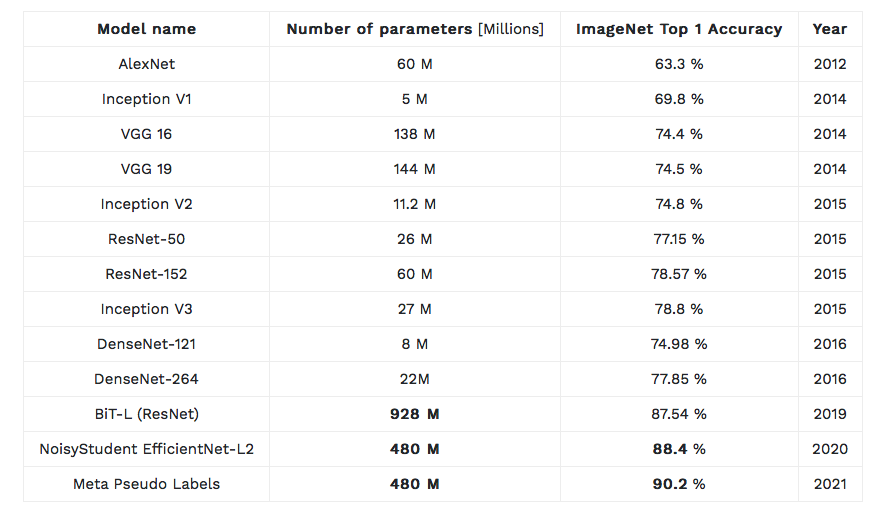 Model name Number of parameters [Millions] ImageNet Top 1 Accuracy Year
AlexNet 60 M 63.3 % 2012
Inception V1 5 M 69.8 % 2014
VGG 16 138 M 74.4 % 2014
VGG 19 144 M 74.5 % 2014
Inception V2 11.2 M 74.8 % 2015
ResNet-50 26 M 77.15 % 2015
ResNet-152 60 M 78.57 % 2015
Inception V3 27 M 78.8 % 2015
DenseNet-121 8 M 74.98 % 2016
DenseNet-264 22M 77.85 % 2016
BiT-L (ResNet) 928 M 87.54 % 2019
NoisyStudent EfficientNet-L2 480 M 88.4 % 2020
Meta Pseudo Labels 480 M 90.2 % 2021